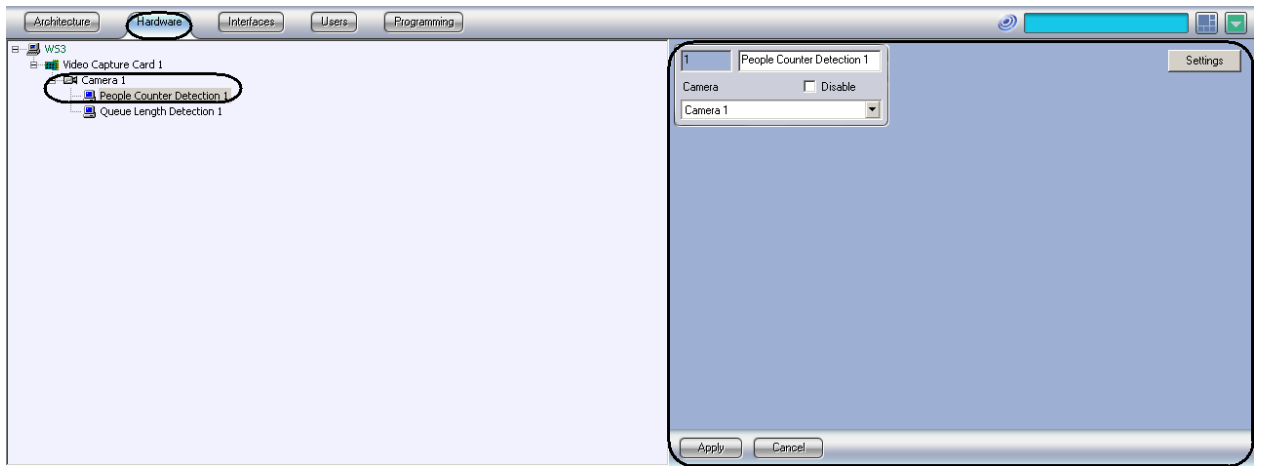 Architecture Hardware Interfaces Users Programming
WS3
Video Capture Card 1
Camera 1
People Counter Detection 1
Queue Length Detection 1
1 People Counter Detection 1 Settings
Camera Disable
Camera 1
Apply Cancel